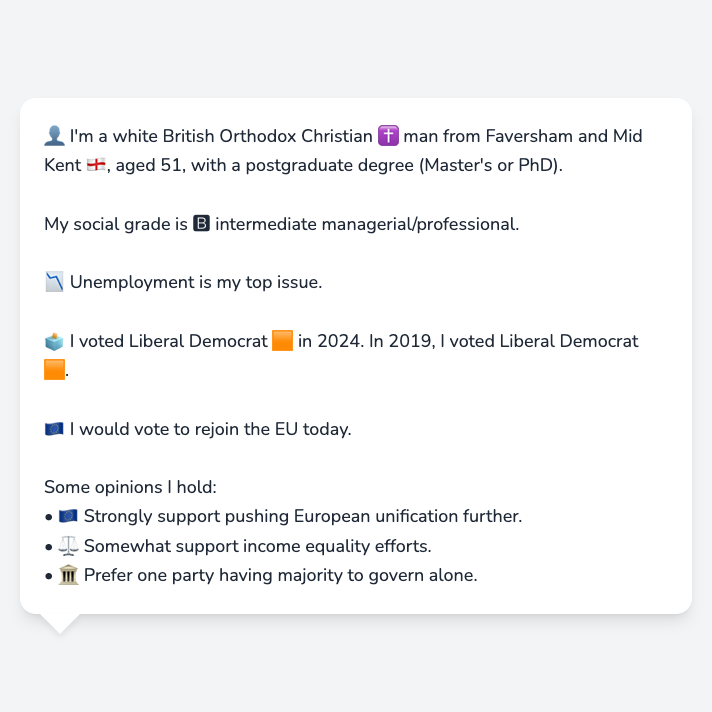 👤 I'm a white British Orthodox Christian ✝️ man from Faversham and Mid
Kent 🏴󠁧󠁢󠁥󠁮󠁧󠁿, aged 51, with a postgraduate degree (Master's or PhD).
My social grade is 🅱 intermediate managerial/professional.
📉 Unemployment is my top issue.
🗳️ I voted Liberal Democrat 🟧 in 2024. In 2019, I voted Liberal Democrat
🟧.
🇪🇺 I would vote to rejoin the EU today.
Some opinions I hold:
• 🇪🇺 Strongly support pushing European unification further.
• ⚖️ Somewhat support income equality efforts.
• 🏛️ Prefer one party having majority to govern alone.